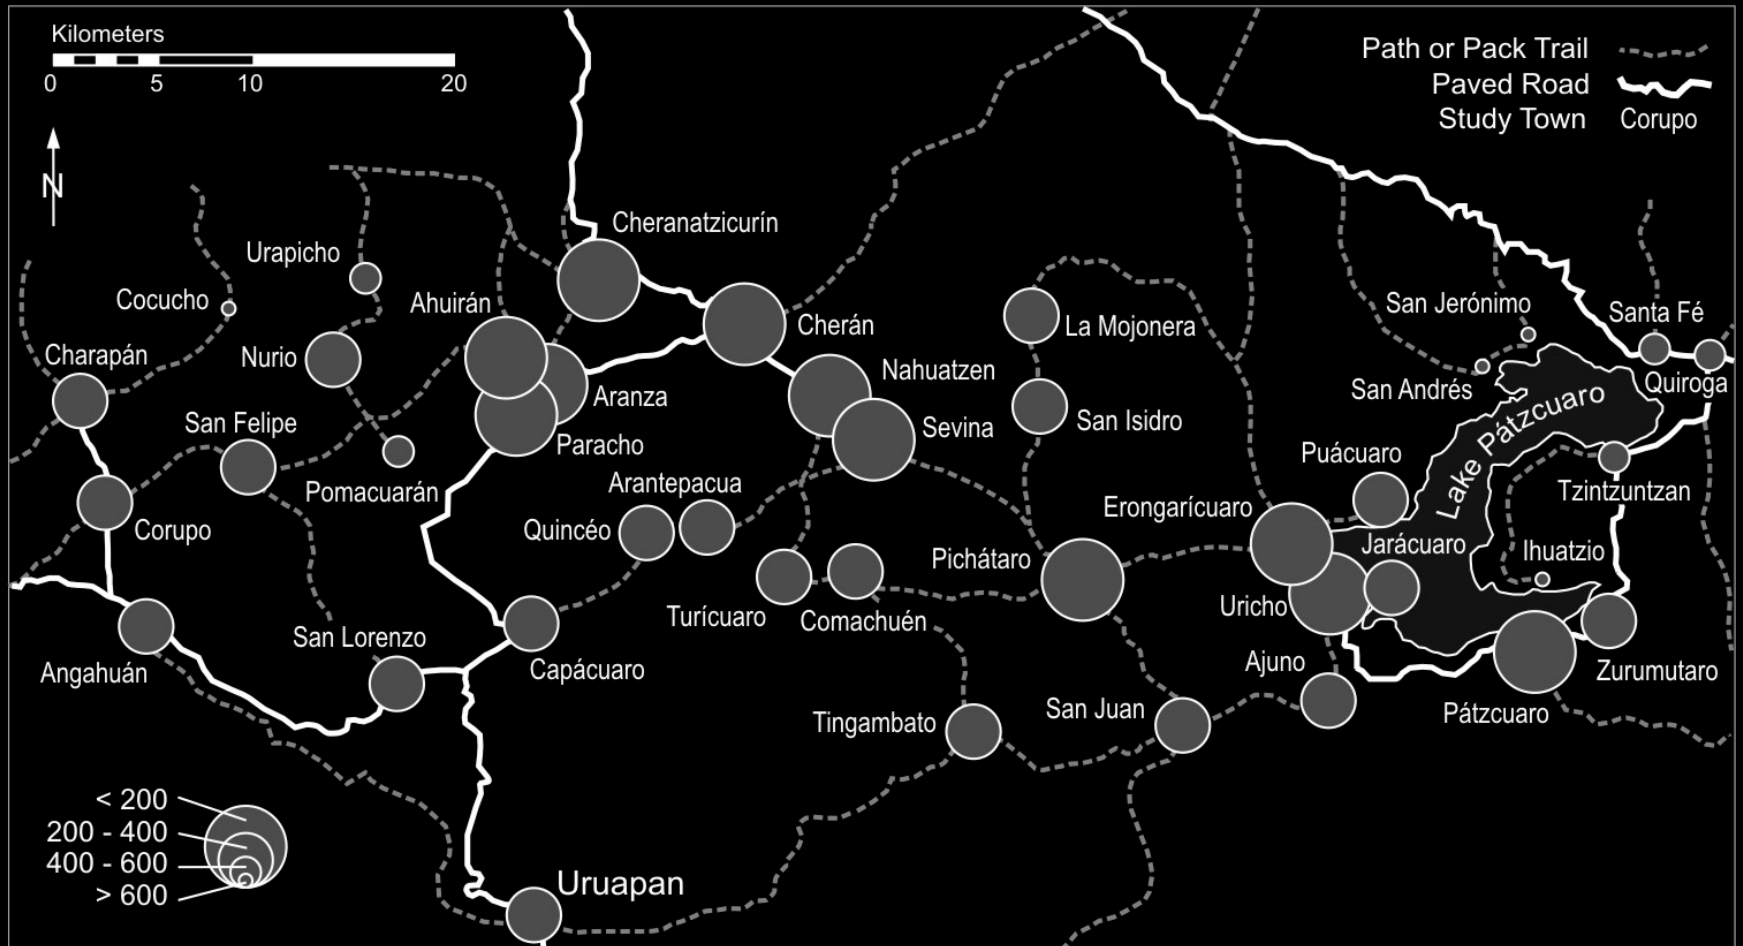 Kilometers
0 5 10 20
N
Path or Pack Trail
Paved Road
Study Town Corupo
Cheranatzicurín
Urapicho
Cocucho
Ahuirán
Cherán
La Mojonera
San Jerónimo
Santa Fé
Charapán
Nurio
Nahuatzen
San Andrés
Quiroga
Aranza
San Felipe
Paracho
Sevina
San Isidro
Lake Pátzcuaro
Puácuaro
Pomacuarán
Arantepacua
Tzintzuntzan
Erongarícuaro
Corupo
Quincéo
Pichátaro
Jarácuaro
Ihuatzio
Turícuaro
Comachuén
Uricho
San Lorenzo
Angahuán
Capácuaro
Ajuno
Zurumutaro
San Juan
Pátzcuaro
Tingambato
< 200
200 - 400
400 - 600
> 600
Uruapan